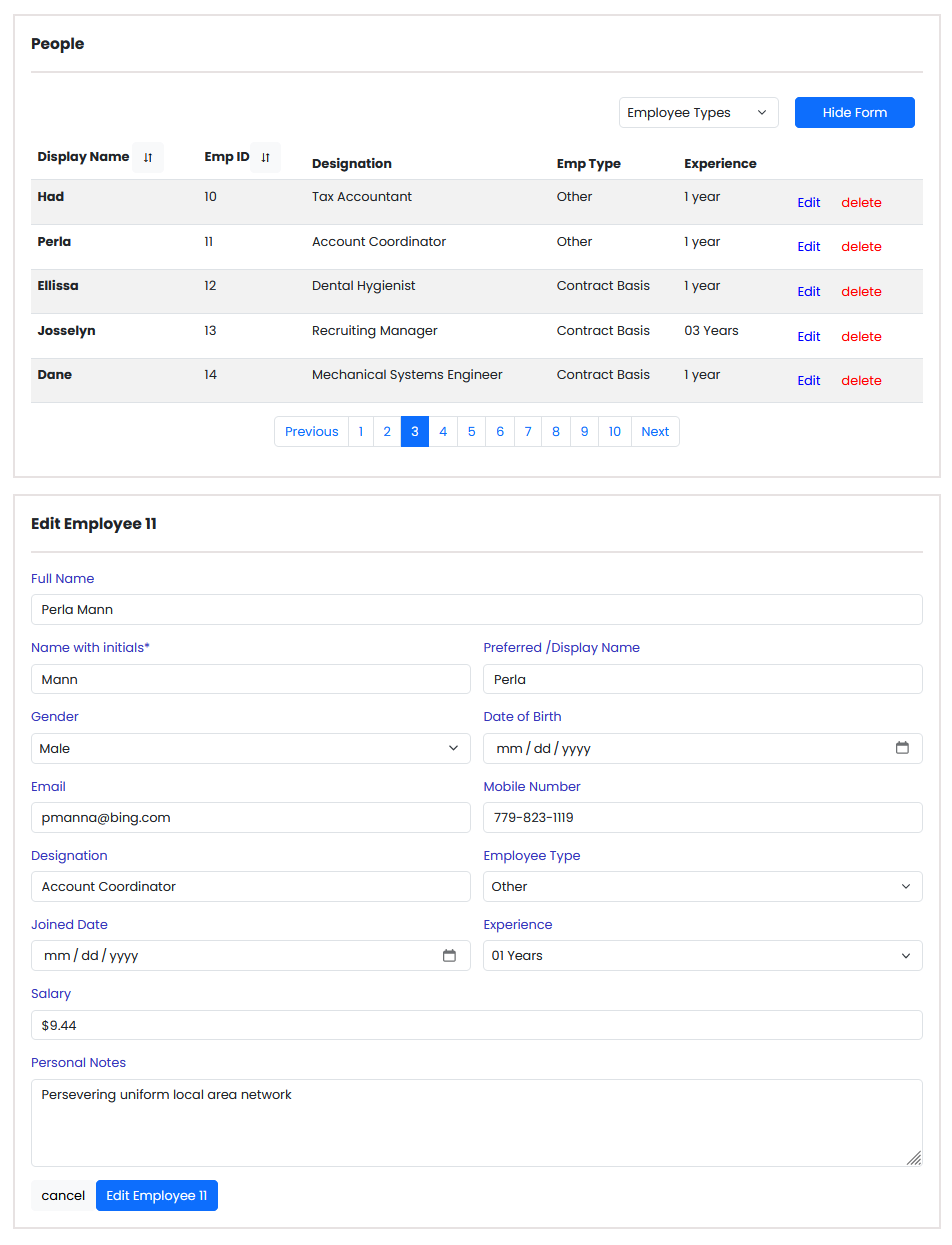 People
Employee Types Hide Form
Display Name Emp ID Designation Emp Type Experience
Had 10 Tax Accountant Other 1 year Edit delete
Perla 11 Account Coordinator Other 1 year Edit delete
Ellissa 12 Dental Hygienist Contract Basis 1 year Edit delete
Josselyn 13 Recruiting Manager Contract Basis 03 Years Edit delete
Dane 14 Mechanical Systems Engineer Contract Basis 1 year Edit delete
Previous 1 2 3 4 5 6 7 8 9 10 Next
Edit Employee 11
Full Name
Perla Mann
Name with initials* Preferred /Display Name
Mann Perla
Gender Date of Birth
Male mm/dd/yyyy
Email Mobile Number
pmanna@bing.com 779-823-1119
Designation Employee Type
Account Coordinator Other
Joined Date Experience
mm/dd/yyyy 01 Years
Salary
$9.44
Personal Notes
Persevering uniform local area network
cancel Edit Employee 11